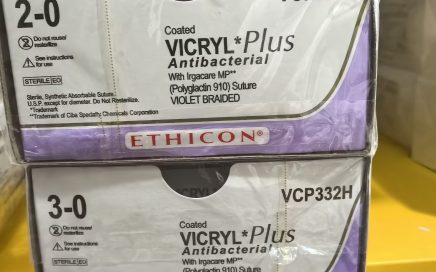 2-0
Do not reuse/
resterilize
See instructions
for use
STERILE EO
Coated
VICRYL* Plus
Antibacterial
With Irgacare MP**
(Polyglactin 910) Suture
VIOLET BRAIDED
Sterile, Synthetic Absorbable Suture.
U.S.P. except for diameter. Do Not Resterilize.
*Trademark
**Trademark of Ciba Specialty Chemicals Corporation
ETHICON®
3-0
Do not reuse/
resterilize
See instructions
for use
STERILE EO
VCP332H
Coated
VICRYL* Plus
Antibacterial
With Irgacare MP**
(Polyglactin 910) Suture